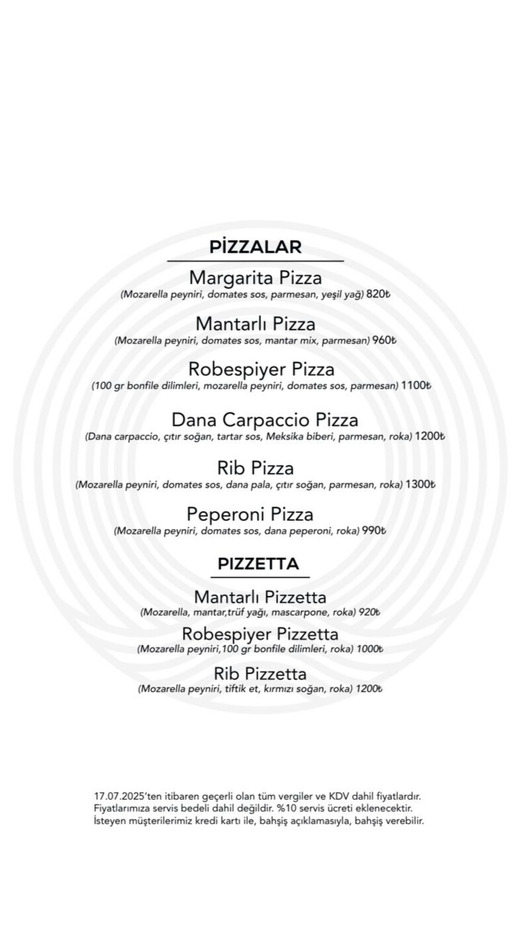 PİZZALAR
Margarita Pizza
(Mozarella peyniri, domates sos, parmesan, yeşil yağ) 820₺
Mantarlı Pizza
(Mozarella peyniri, domates sos, mantar mix, parmesan) 960₺
Robespiyer Pizza
(100 gr bonfile dilimleri, mozarella peyniri, domates sos, parmesan) 1100₺
Dana Carpaccio Pizza
(Dana carpaccio, çıtır soğan, tartar sos, Meksika biberi, parmesan, roka) 1200₺
Rib Pizza
(Mozarella peyniri, domates sos, dana pala, çıtır soğan, parmesan, roka) 1300₺
Peperoni Pizza
(Mozarella peyniri, domates sos, dana peperoni, roka) 990₺
PIZZETTA
Mantarlı Pizzetta
(Mozarella, mantar,trüf yağı, mascarpone, roka) 920₺
Robespiyer Pizzetta
(Mozarella peyniri,100 gr bonfile dilimleri, roka) 1000₺
Rib Pizzetta
(Mozarella peyniri, tiftik et, kırmızı soğan, roka) 1200₺
17.07.2025'ten itibaren geçerli olan tüm vergiler ve KDV dahil fiyatlardır.
Fiyatlarımıza servis bedeli dahil değildir. %10 servis ücreti eklenecektir.
İsteyen müşterilerimiz kredi kartı ile, bahşiş açıklamasıyla, bahşiş verebilir.